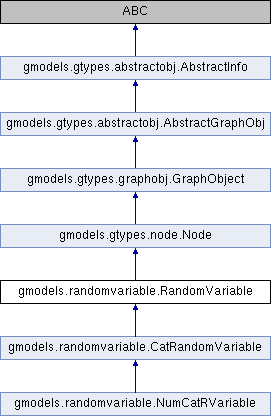 ABC
gmodels.gtypes.abstractobj.AbstractInfo
gmodels.gtypes.abstractobj.AbstractGraphObj
gmodels.gtypes.graphobj.GraphObject
gmodels.gtypes.node.Node
gmodels.randomvariable.RandomVariable
gmodels.randomvariable.CatRandomVariable
gmodels.randomvariable.NumCatRVariable